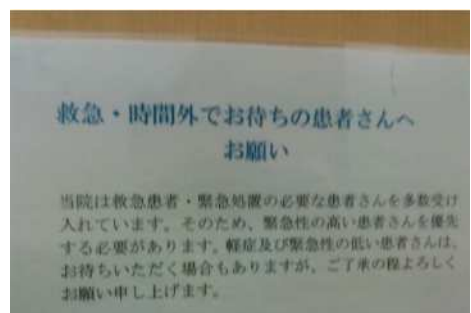 救急・時間外でお待ちの患者さんへ
お願い
当院は救急患者・緊急処置の必要な患者さんを多数受け
入れています。そのため、緊急性の高い患者さんを優先
する必要があります。軽症及び緊急性の低い患者さんは、
お待ちいただく場合もありますが、ご了承の程よろしく
お願い申し上げます。